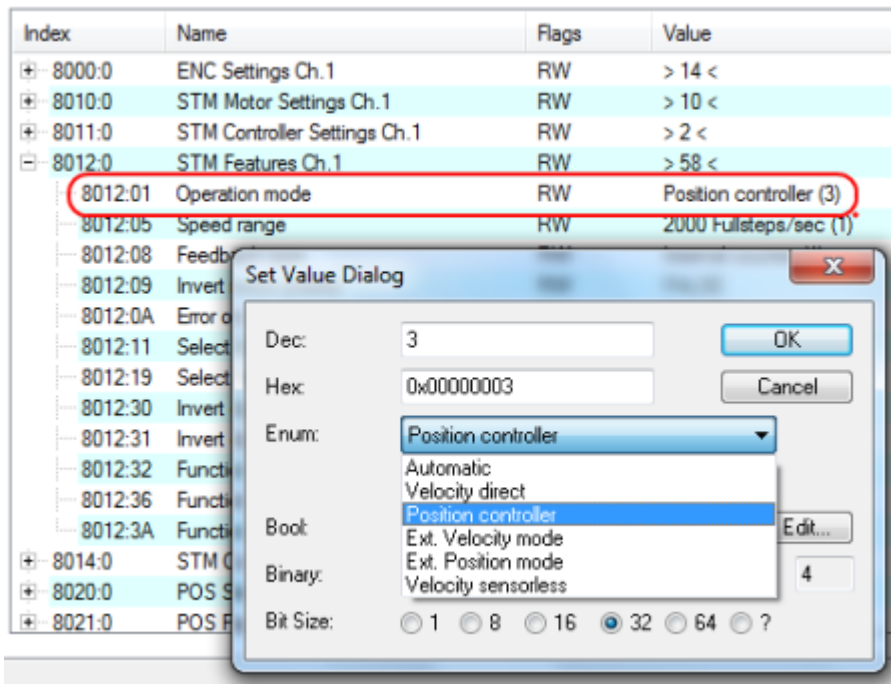 Index Name Flags Value
8000:0 ENC Settings Ch.1 RW > 14 <
8010:0 STM Motor Settings Ch.1 RW > 10 <
8011:0 STM Controller Settings Ch.1 RW > 2 <
8012:0 STM Features Ch.1 RW > 58 <
8012:01 Operation mode RW Position controller (3)
8012:05 Speed range RW 2000 Fullsteps/sec (1)
8012:08
8012:09 Invert
8012:0A Error
8012:11 Select
8012:19 Select
8012:30 Invert
8012:31 Invert
8012:32
8012:36
8012:3A
8014:0 STM
8020:0 POS
8021:0 POS
Set Value Dialog
Dec: 3 OK
Hex: 0x00000003 Cancel
Enum: Position controller
Automatic
Velocity direct
Position controller
Ext. Velocity mode
Ext. Position mode
Velocity sensorless
Bool: Edit...
Binary: 4
Bit Size: 1 8 16 32 64 ?